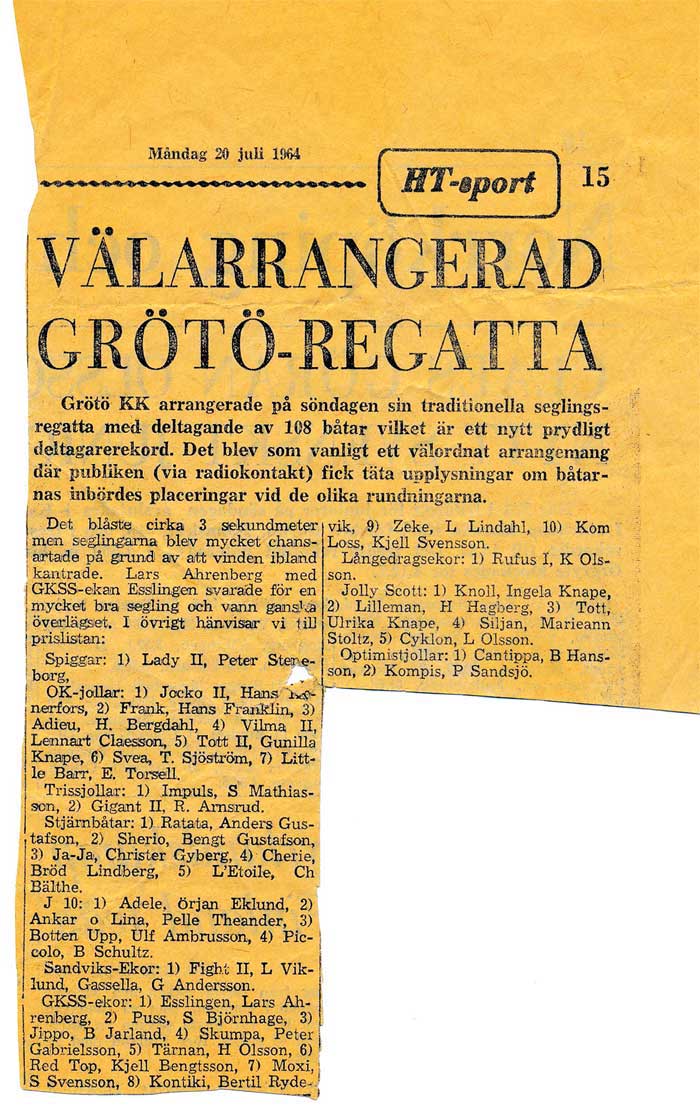 Måndag 20 juli 1964
HT-sport
15
VÄLARRANGERAD
GRÖTÖ-REGATTA
Grötö KK arrangerade på söndagen sin traditionella seglings-
regatta med deltagande av 108 båtar vilket är ett nytt prydligt
deltagarerekord. Det blev som vanligt ett välordnat arrangemang
där publiken (via radiokontakt) fick täta upplysningar om båtar-
nas inbördes placeringar vid de olika rundningarna.
Det blåste cirka 3 sekundmeter
men seglingarna blev mycket chans-
artade på grund av att vinden ibland
kantrade. Lars Ahrenberg med
GKSS-ekan Esslingen svarade för en
mycket bra segling och vann ganska
överlägset. I övrigt hänvisar vi till
prislistan:
Spiggar: 1) Lady II, Peter Stene-
borg,
OK-jollar: 1) Jocko II, Hans
nerfors, 2) Frank, Hans Franklin, 3)
Adieu, H. Bergdahl, 4) Vilma II,
Lennart Claesson, 5) Tott II, Gunilla
Knape, 6) Svea, T. Sjöström, 7) Litt-
le Barr, E. Torsell.
Trissjollar: 1) Impuls, S Mathias-
son, 2) Gigant II, R. Arnsrud.
Stjärnbåtar: 1) Ratata, Anders Gus-
tafson, 2) Sherio, Bengt Gustafson,
3) Ja-Ja, Christer Gyberg, 4) Cherie,
Bröd Lindberg, 5) L'Etoile, Ch
Bälthe.
J 10: 1) Adele, Örjan Eklund, 2)
Ankar o Lina, Pelle Theander, 3)
Botten Upp, Ulf Ambrusson, 4) Pic-
colo, B Schultz.
Sandviks-Ekor: 1) Fight II, L Vik-
lund, Gassella, G Andersson.
GKSS-ekor: 1) Esslingen, Lars Ah-
renberg, 2) Puss, S Björnhage, 3)
Jippo, B Jarland, 4) Skumpa, Peter
Gabrielsson, 5) Tärnan, H Olsson, 6)
Red Top, Kjell Bengtsson, 7) Moxi,
S Svensson, 8) Kontiki, Bertil Ryde-
vik, 9) Zeke, L Lindahl, 10) Kom
Loss, Kjell Svensson.
Långedragsekor: 1) Rufus I, K Ols-
son.
Jolly Scott: 1) Knoll, Ingela Knape,
2) Lilleman, H Hagberg, 3) Tott,
Ulrika Knape, 4) Siljan, Marieann
Stoltz, 5) Cyklon, L Olsson.
Optimistjollar: 1) Cantippa, B Hans-
son, 2) Kompis, P Sandsjö.